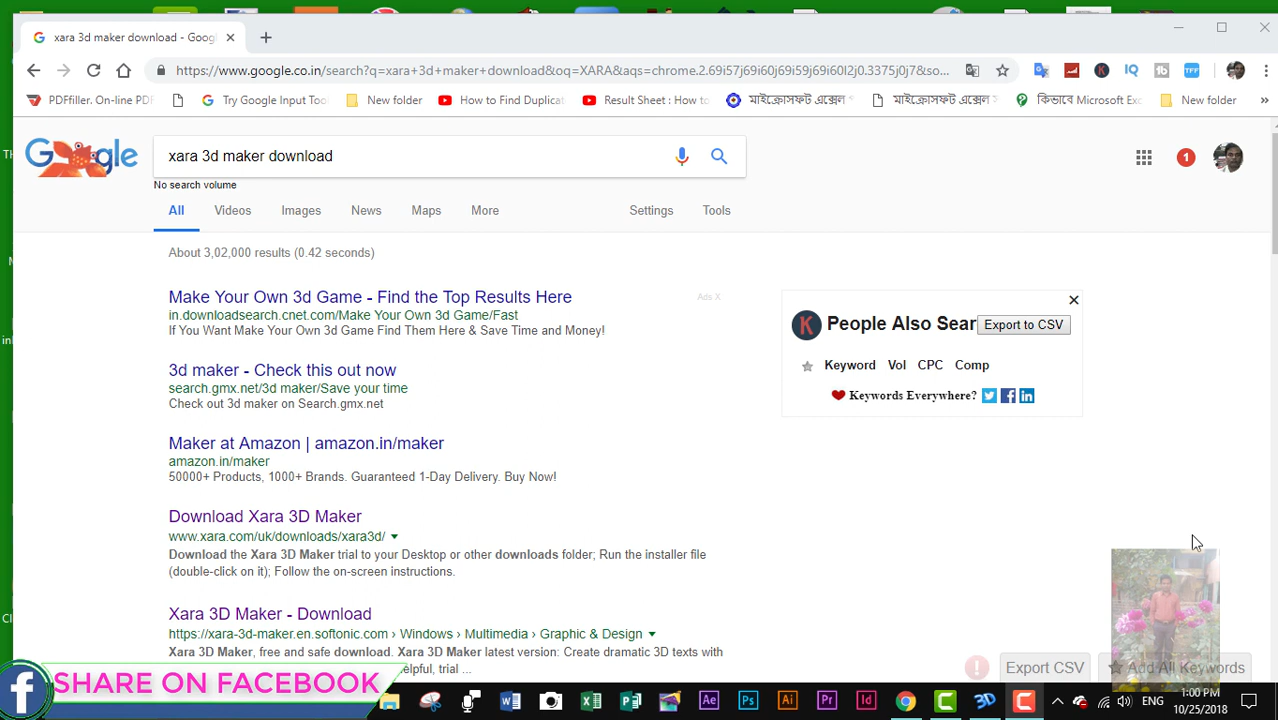 xara 3d maker download - Goog
https://www.google.co.in/search?q=xara+3d+maker+download&oq=XARA&aqs=chrome.2.69i57j69i60j69i59j69i60l2j0.3375j0j7&so...
PDFfiller. On-line PDF
Try Google Input Too
New folder
How to Find Duplicat
Result Sheet : How to
মাইক্রোসফট এক্সেল
মাইক্রোসফট এক্সেল
কিভাবে Microsoft Exc
New folder
Google
xara 3d maker download
1
No search volume
All Videos Images News Maps More Settings Tools
About 3,02,000 results (0.42 seconds)
Make Your Own 3d Game - Find the Top Results Here
Ads X
in.downloadsearch.cnet.com/Make Your Own 3d Game/Fast
If You Want Make Your Own 3d Game Find Them Here & Save Time and Money!
K People Also Sear Export to CSV
Keyword Vol CPC Comp
Keywords Everywhere?
3d maker - Check this out now
search.gmx.net/3d maker/Save your time
Check out 3d maker on Search.gmx.net
Maker at Amazon | amazon.in/maker
amazon.in/maker
50000+ Products, 1000+ Brands. Guaranteed 1-Day Delivery. Buy Now!
Download Xara 3D Maker
www.xara.com/uk/downloads/xara3d/
Download the Xara 3D Maker trial to your Desktop or other downloads folder; Run the installer file
(double-click on it); Follow the on-screen instructions.
Xara 3D Maker - Download
https://xara-3d-maker.en.softonic.com › Windows › Multimedia › Graphic & Design
Xara 3D Maker, free and safe download. Xara 3D Maker latest version: Create dramatic 3D texts with
elpful, trial ...
Export CSV
Add All Keywords
SHARE ON FACEBOOK
Ae Ps Ai Pr Id
3D
ENG
1:00 PM
10/25/2018